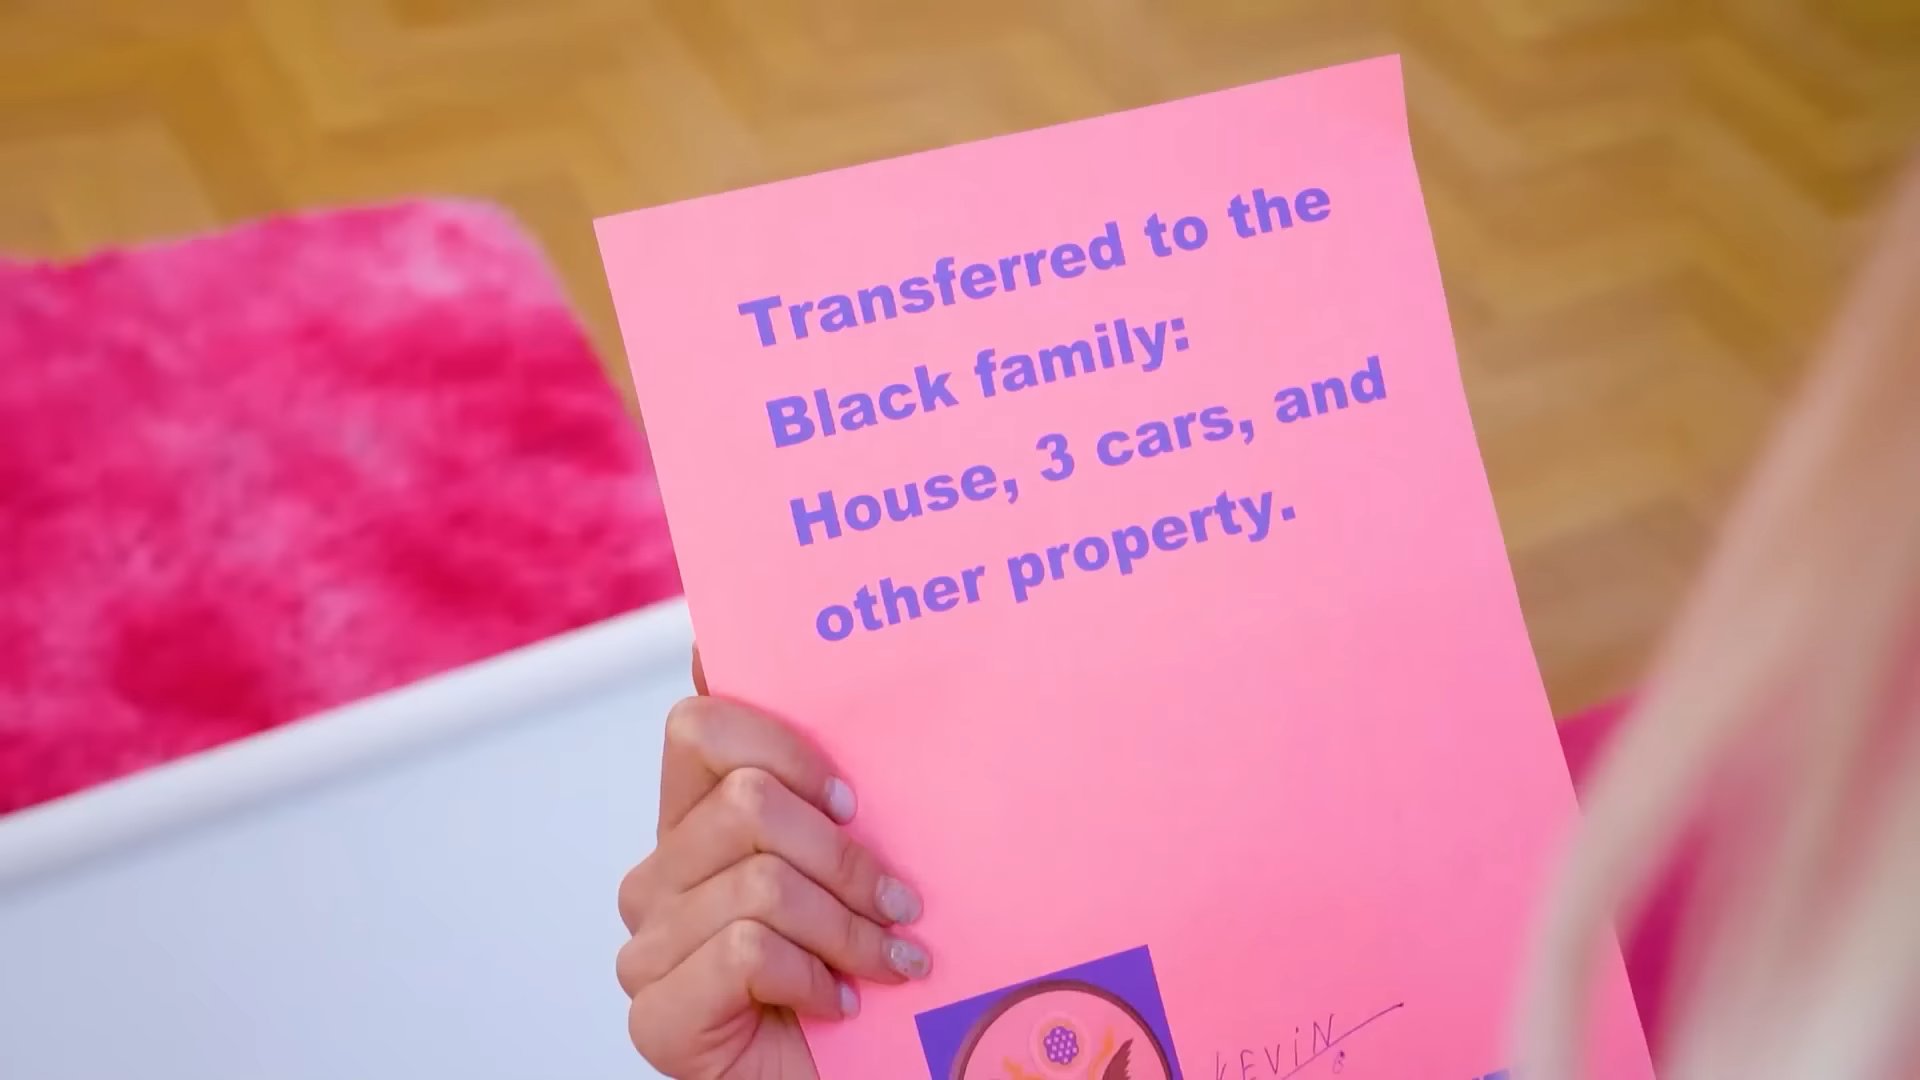 Transferred to the
Black family:
House, 3 cars, and
other property.
KEVIN